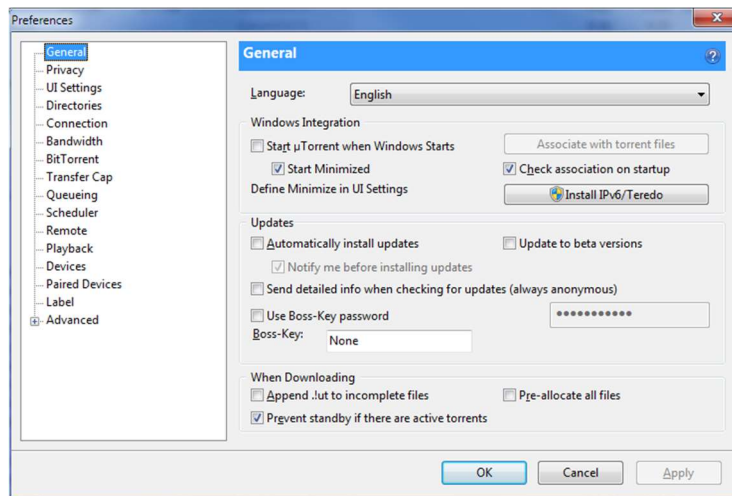 Preferences
General
Privacy
UI Settings
Directories
Connection
Bandwidth
BitTorrent
Transfer Cap
Queueing
Scheduler
Remote
Playback
Devices
Paired Devices
Label
Advanced
General
Language: English
Windows Integration
Start µTorrent when Windows Starts Associate with torrent files
Start Minimized Check association on startup
Define Minimize in UI Settings Install IPv6/Teredo
Updates
Automatically install updates Update to beta versions
Notify me before installing updates
Send detailed info when checking for updates (always anonymous)
Use Boss-Key password
Boss-Key: None
When Downloading
Append .!ut to incomplete files Pre-allocate all files
Prevent standby if there are active torrents
OK Cancel Apply